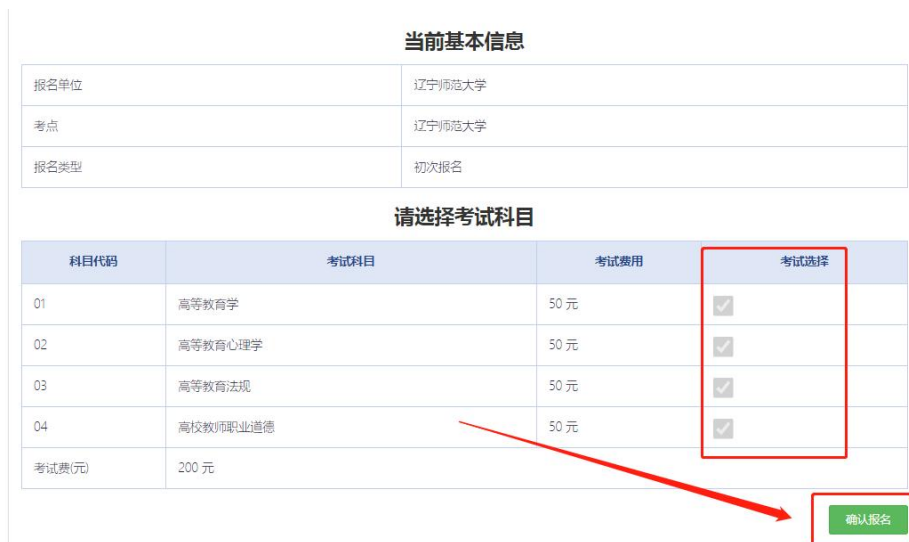 当前基本信息
报名单位 辽宁师范大学
考点 辽宁师范大学
报名类型 初次报名
请选择考试科目
科目代码 考试科目 考试费用 考试选择
01 高等教育学 50 元
02 高等教育心理学 50 元
03 高等教育法规 50 元
04 高校教师职业道德 50 元
考试费(元) 200 元
确认报名